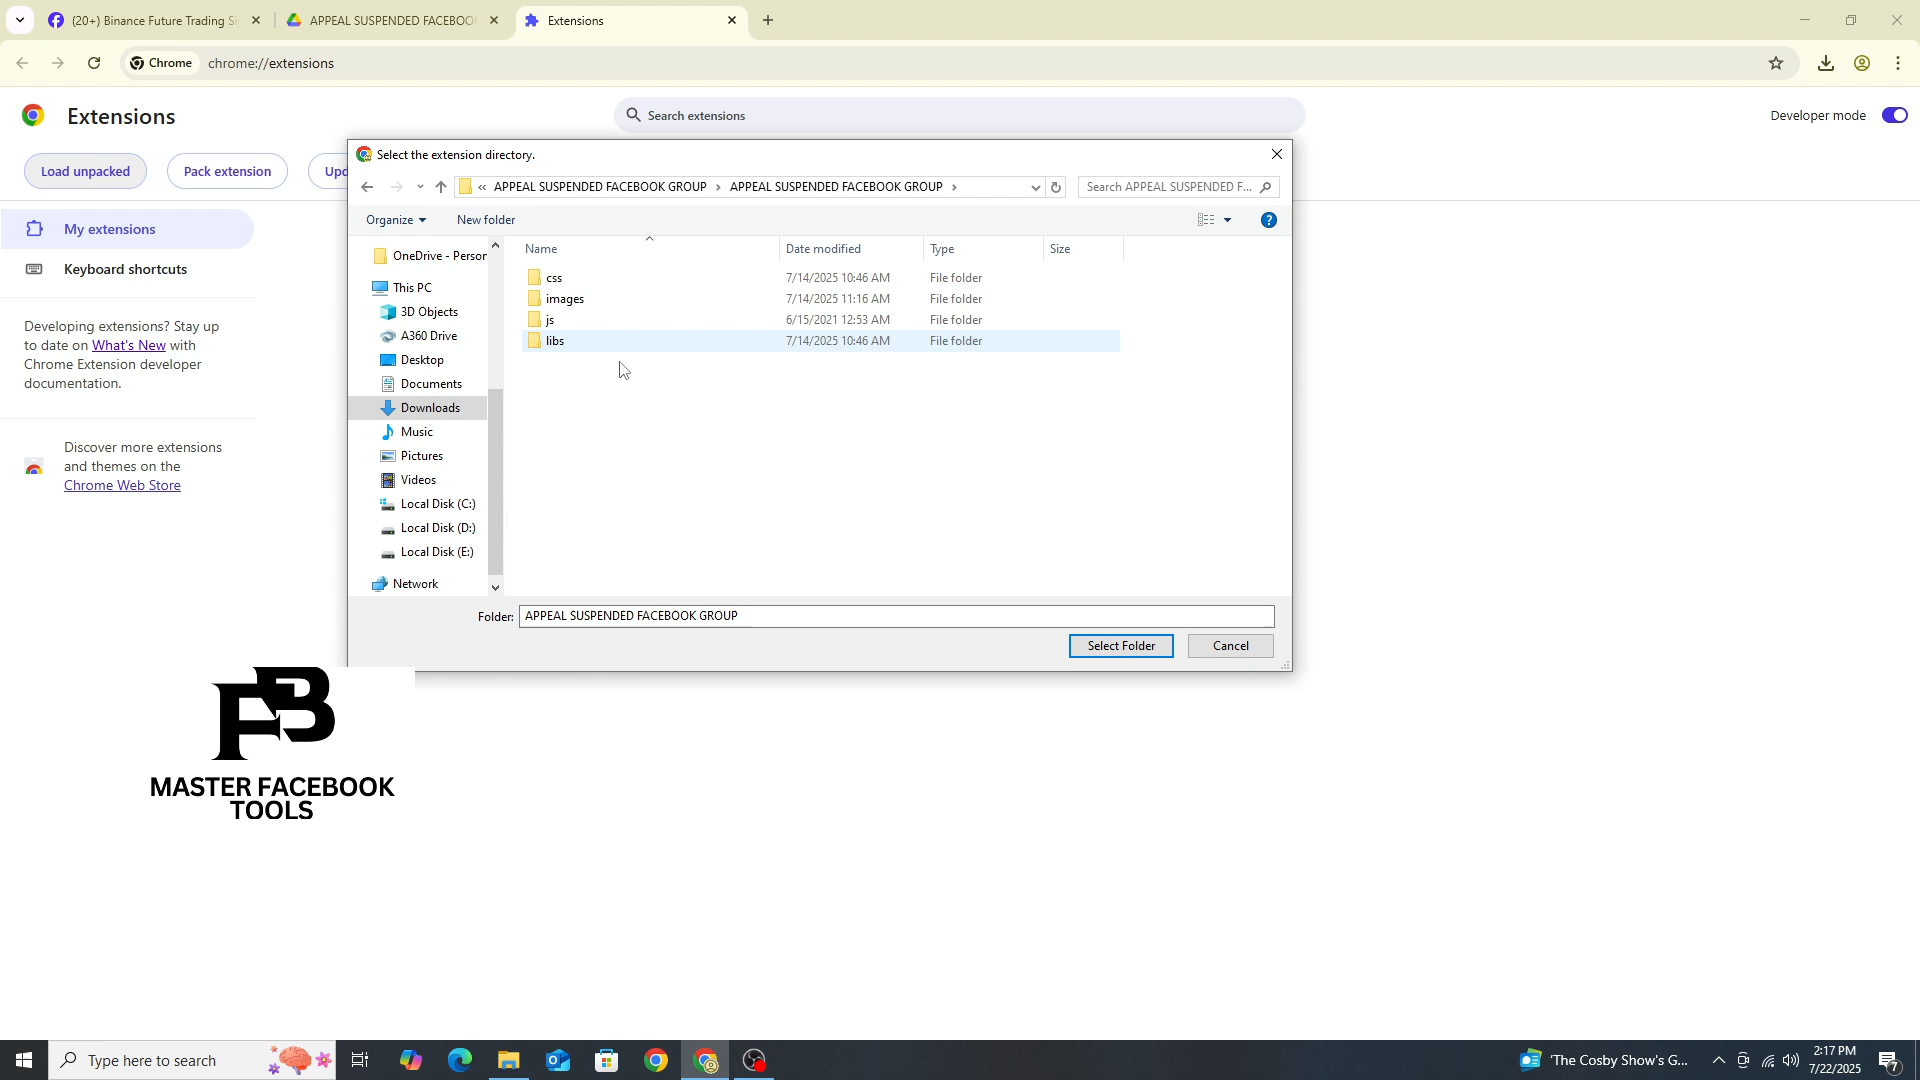 (20+) Binance Future Trading Si
APPEAL SUSPENDED FACEBOO
Extensions
Chrome
chrome://extensions
Extensions
Search extensions
Developer mode
Load unpacked
Pack extension
Upd
My extensions
Keyboard shortcuts
Developing extensions? Stay up
to date on What's New with
Chrome Extension developer
documentation.
Discover more extensions
and themes on the
Chrome Web Store
Select the extension directory.
« APPEAL SUSPENDED FACEBOOK GROUP › APPEAL SUSPENDED FACEBOOK GROUP ›
Search APPEAL SUSPENDED F...
Organize
New folder
OneDrive - Person
This PC
3D Objects
A360 Drive
Desktop
Documents
Downloads
Music
Pictures
Videos
Local Disk (C:)
Local Disk (D:)
Local Disk (E:)
Network
Name Date modified Type Size
css 7/14/2025 10:46 AM File folder
images 7/14/2025 11:16 AM File folder
js 6/15/2021 12:53 AM File folder
libs 7/14/2025 10:46 AM File folder
Folder: APPEAL SUSPENDED FACEBOOK GROUP
Select Folder
Cancel
FB
MASTER FACEBOOK
TOOLS
Type here to search
'The Cosby Show's G...
2:17 PM
7/22/2025
7